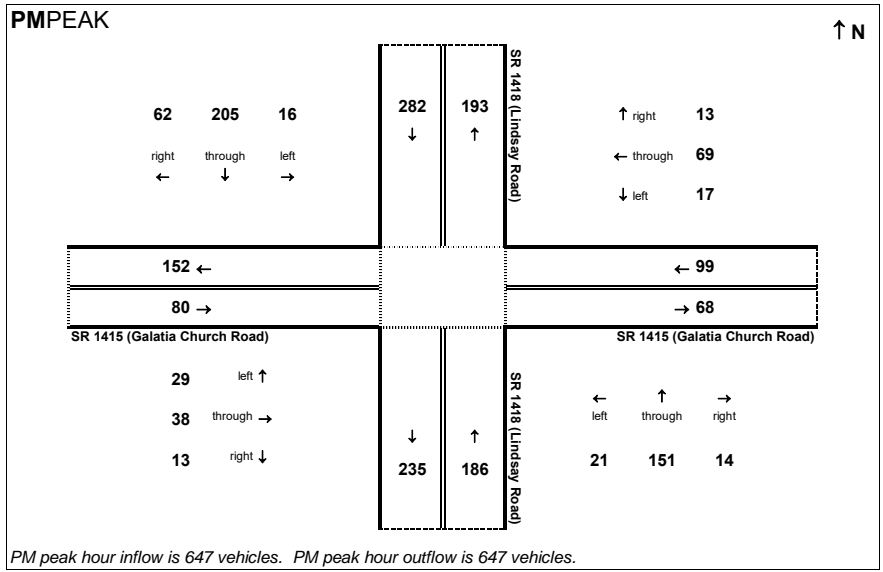 PMPEAK
↑ N
62 205 16
right through left
← ↓ →
282 193
↓ ↑
SR 1418 (Lindsay Road)
↑ right 13
← through 69
↓ left 17
152 ←
80 →
← 99
→ 68
SR 1415 (Galatia Church Road)
SR 1415 (Galatia Church Road)
29 left ↑
38 through →
13 right ↓
↓ ↑
235 186
SR 1418 (Lindsay Road)
← ↑ →
left through right
21 151 14
PM peak hour inflow is 647 vehicles. PM peak hour outflow is 647 vehicles.